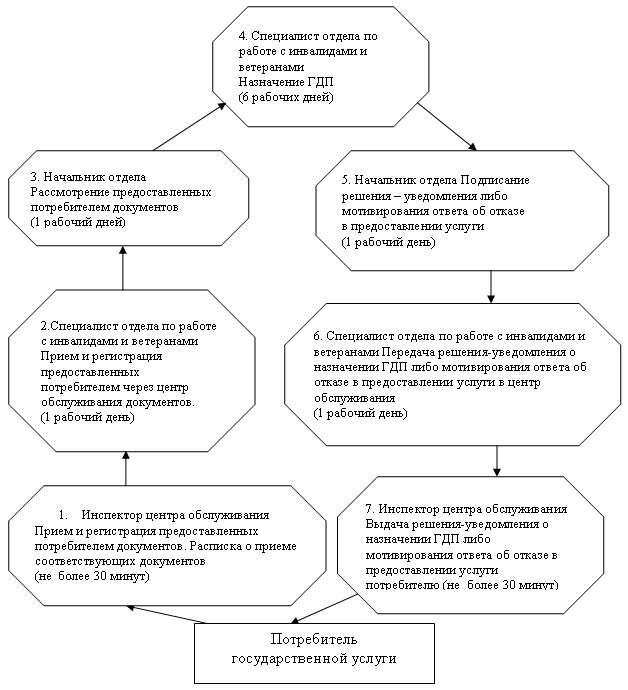 4. Специалист отдела по
работе с инвалидами и
ветеранами
Назначение ГДП
(6 рабочих дней)
3. Начальник отдела
Рассмотрение предоставленных
потребителем документов
(1 рабочий дней)
5. Начальник отдела Подписание
решения – уведомления либо
мотивирования ответа об отказе
в предоставлении услуги
(1 рабочий день)
2.Специалист отдела по работе
с инвалидами и ветеранами
Прием и регистрация
предоставленных
потребителем через центр
обслуживания документов.
(1 рабочий день)
6. Специалист отдела по работе с инвалидами и
ветеранами Передача решения-уведомления о
назначении ГДП либо мотивирования ответа об
отказе в предоставлении услуги в центр
обслуживания
(1 рабочий день)
1. Инспектор центра обслуживания
Прием и регистрация предоставленных
потребителем документов. Расписка о приеме
соответствующих документов
(не более 30 минут)
7. Инспектор центра обслуживания
Выдача решения-уведомления о
назначении ГДП либо
мотивирования ответа об отказе в
предоставлении услуги
потребителю (не более 30 минут)
Потребитель
государственной услуги